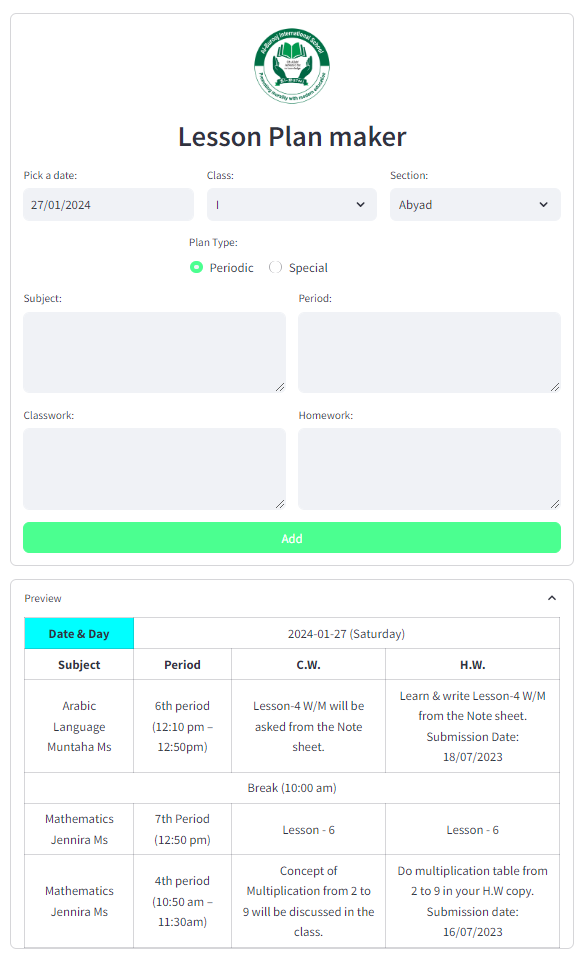 Al-Burooj International School
Promoting morality with modern education
Lesson Plan maker
Pick a date: Class: Section:
27/01/2024 I Abyad
Plan Type:
Periodic Special
Subject: Period:
Classwork: Homework:
Add
Preview
Date & Day 2024-01-27 (Saturday)
Subject Period C.W. H.W.
Arabic
Language
Muntaha Ms
6th period
(12:10 pm –
12:50pm)
Lesson-4 W/M will be
asked from the Note
sheet.
Learn & write Lesson-4 W/M
from the Note sheet.
Submission Date:
18/07/2023
Break (10:00 am)
Mathematics
Jennira Ms
7th Period
(12:50 pm)
Lesson - 6
Lesson - 6
Mathematics
Jennira Ms
4th period
(10:50 am –
11:30am)
Concept of
Multiplication from 2 to
9 will be discussed in the
class.
Do multiplication table from
2 to 9 in your H.W copy.
Submission date:
16/07/2023